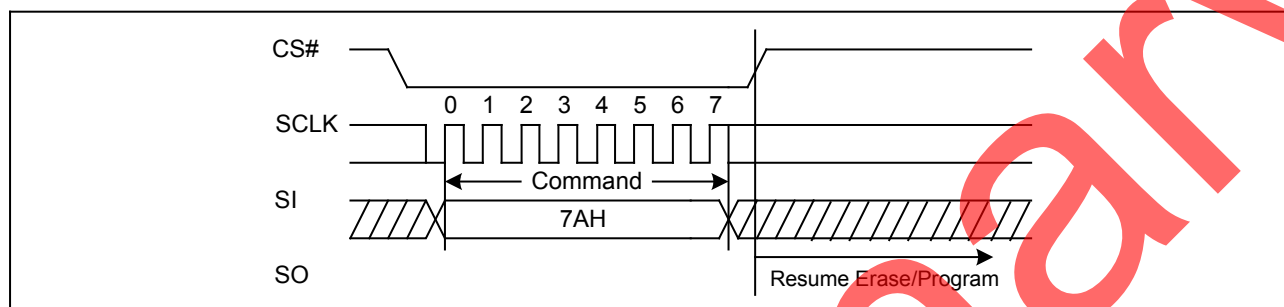 CS#
0 1 2 3 4 5 6 7
SCLK
Command
SI
7AH
SO
Resume Erase/Program